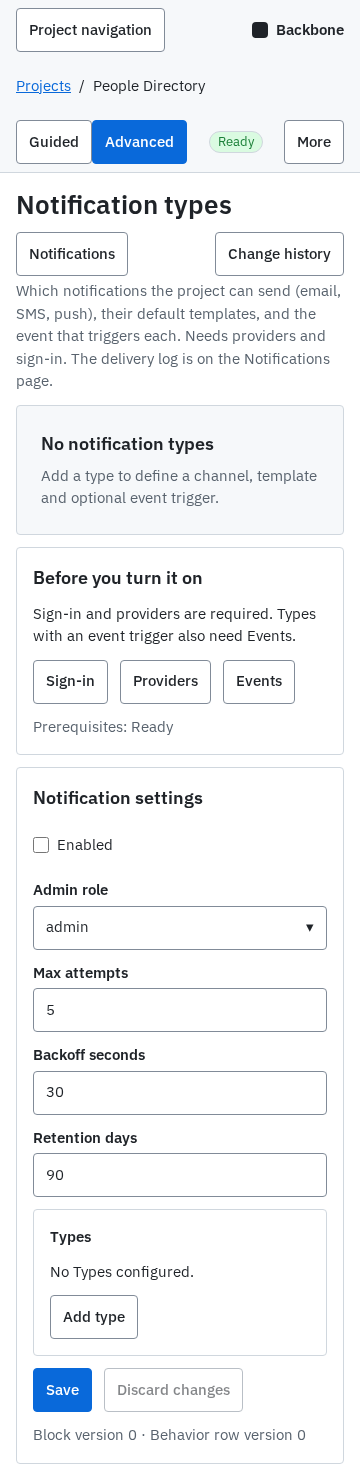 Project navigation
Backbone
Projects / People Directory
Guided
Advanced
Ready
More
Notification types
Notifications
Change history
Which notifications the project can send (email,
SMS, push), their default templates, and the
event that triggers each. Needs providers and
sign-in. The delivery log is on the Notifications
page.
No notification types
Add a type to define a channel, template
and optional event trigger.
Before you turn it on
Sign-in and providers are required. Types
with an event trigger also need Events.
Sign-in
Providers
Events
Prerequisites: Ready
Notification settings
Enabled
Admin role
admin
Max attempts
5
Backoff seconds
30
Retention days
90
Types
No Types configured.
Add type
Save
Discard changes
Block version 0 · Behavior row version 0